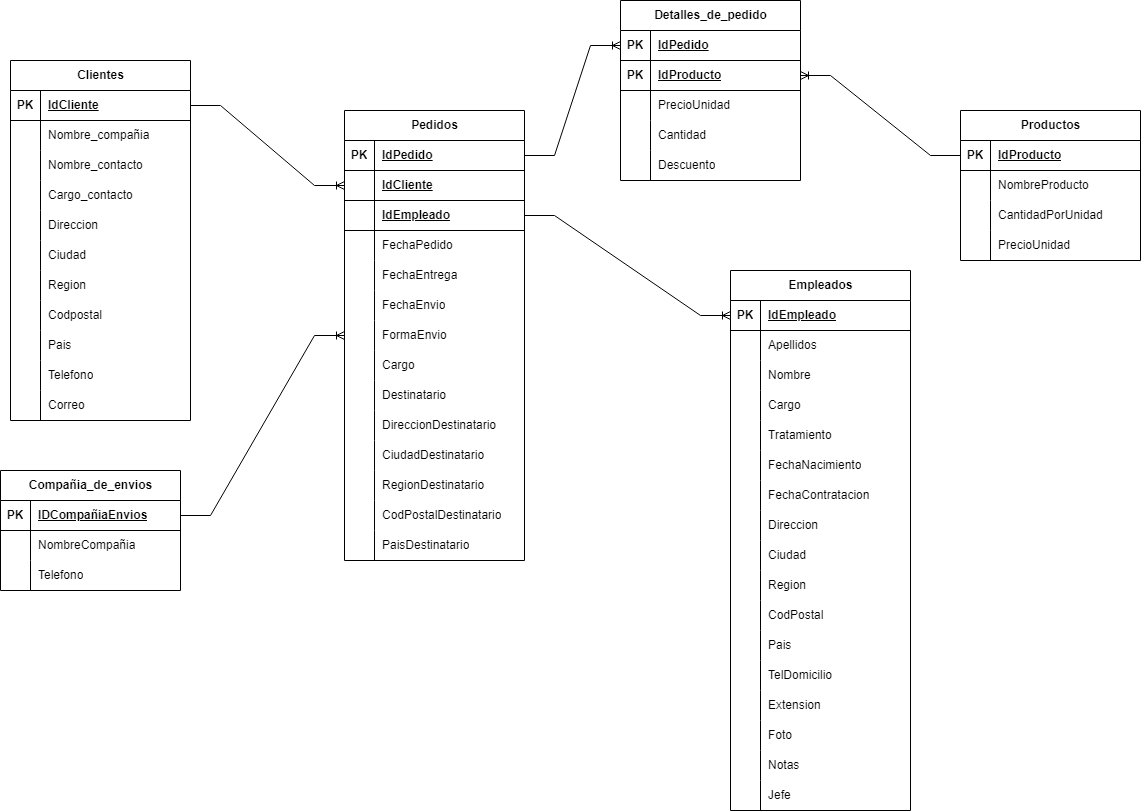 Clientes
PK IdCliente
Nombre_compañia
Nombre_contacto
Cargo_contacto
Direccion
Ciudad
Region
Codpostal
Pais
Telefono
Correo
Compañia_de_envios
PK IDCompañiaEnvios
NombreCompañia
Telefono
Pedidos
PK IdPedido
IdCliente
IdEmpleado
FechaPedido
FechaEntrega
FechaEnvio
FormaEnvio
Cargo
Destinatario
DireccionDestinatario
CiudadDestinatario
RegionDestinatario
CodPostalDestinatario
PaisDestinatario
Detalles_de_pedido
PK IdPedido
PK IdProducto
PrecioUnidad
Cantidad
Descuento
Productos
PK IdProducto
NombreProducto
CantidadPorUnidad
PrecioUnidad
Empleados
PK IdEmpleado
Apellidos
Nombre
Cargo
Tratamiento
FechaNacimiento
FechaContratacion
Direccion
Ciudad
Region
CodPostal
Pais
TelDomicilio
Extension
Foto
Notas
Jefe